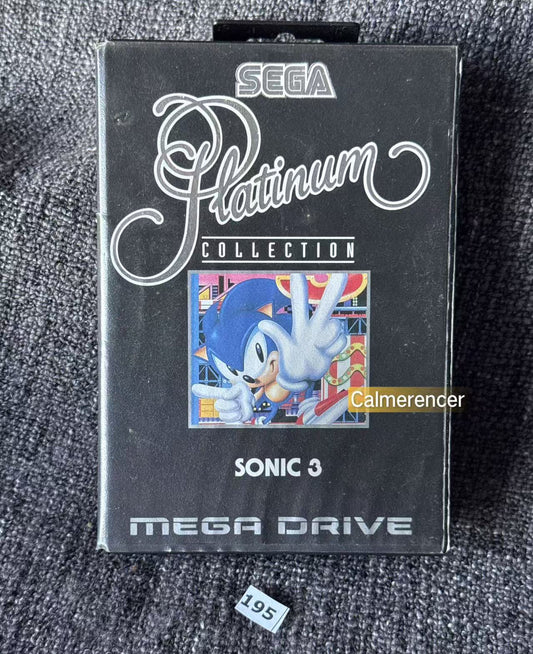 SEGA
Platinum
COLLECTION
Calmerencer
SONIC 3
MEGA DRIVE
195